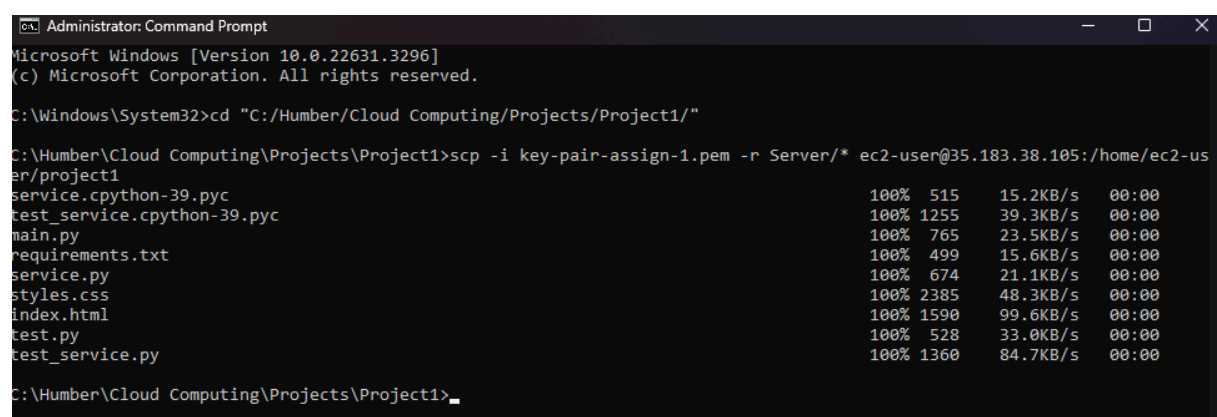 Administrator: Command Prompt
Microsoft Windows [Version 10.0.22631.3296]
(c) Microsoft Corporation. All rights reserved.
C:\Windows\System32>cd "C:/Humber/Cloud Computing/Projects/Project1/"
C:\Humber\Cloud Computing\Projects\Project1>scp -i key-pair-assign-1.pem -r Server/* ec2-user@35.183.38.105:/home/ec2-us
er/project1
service.cpython-39.pyc 100% 515 15.2KB/s 00:00
test_service.cpython-39.pyc 100% 1255 39.3KB/s 00:00
main.py 100% 765 23.5KB/s 00:00
requirements.txt 100% 499 15.6KB/s 00:00
service.py 100% 674 21.1KB/s 00:00
styles.css 100% 2385 48.3KB/s 00:00
index.html 100% 1590 99.6KB/s 00:00
test.py 100% 528 33.0KB/s 00:00
test_service.py 100% 1360 84.7KB/s 00:00
C:\Humber\Cloud Computing\Projects\Project1>